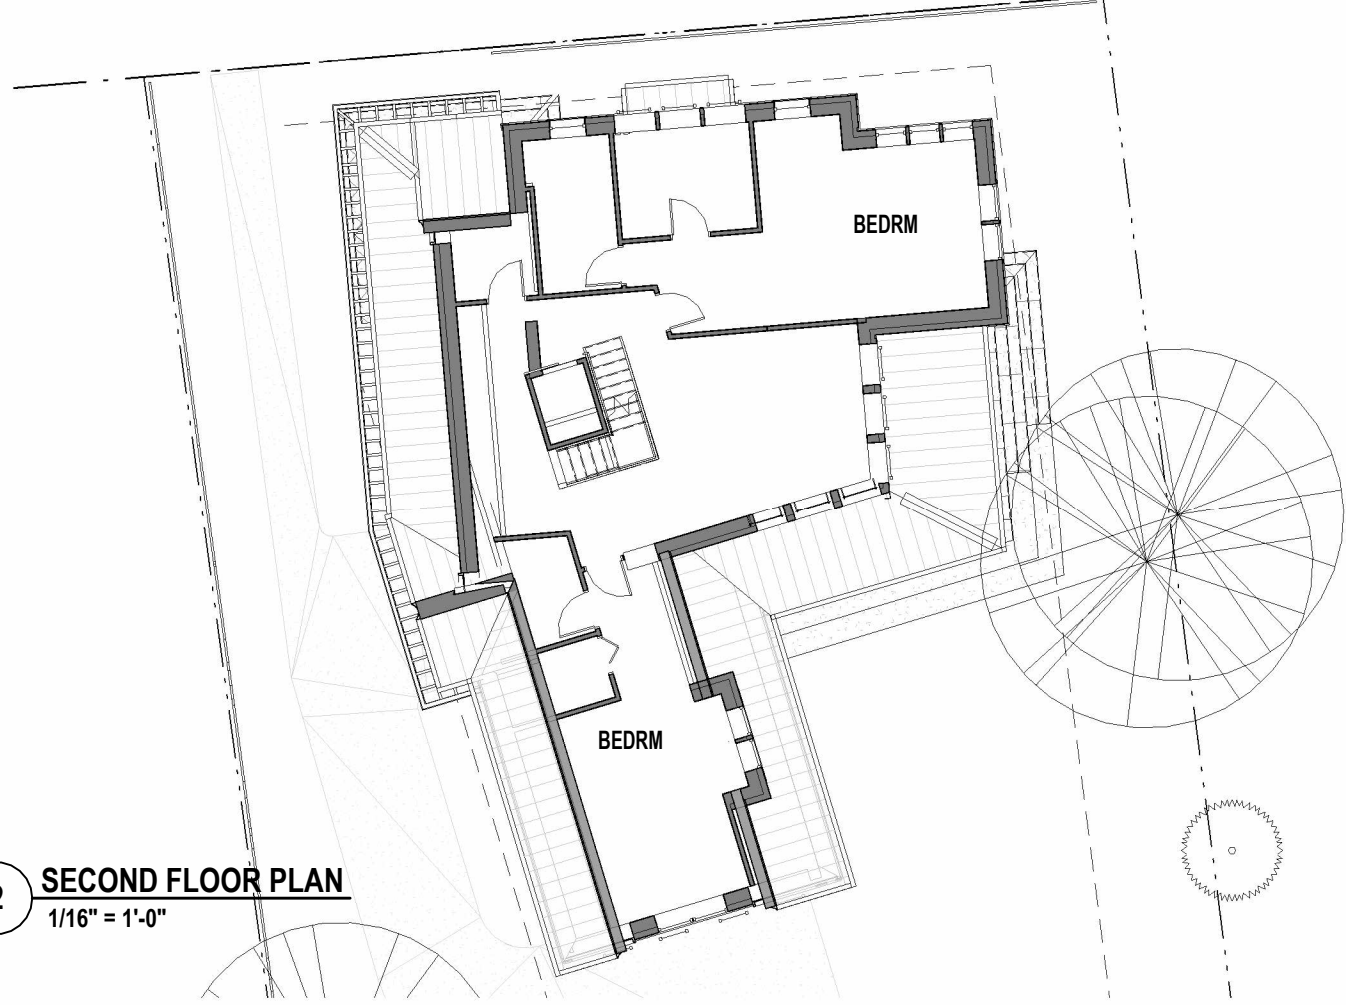 BEDRM
BEDRM
2
SECOND FLOOR PLAN
1/16" = 1'-0"